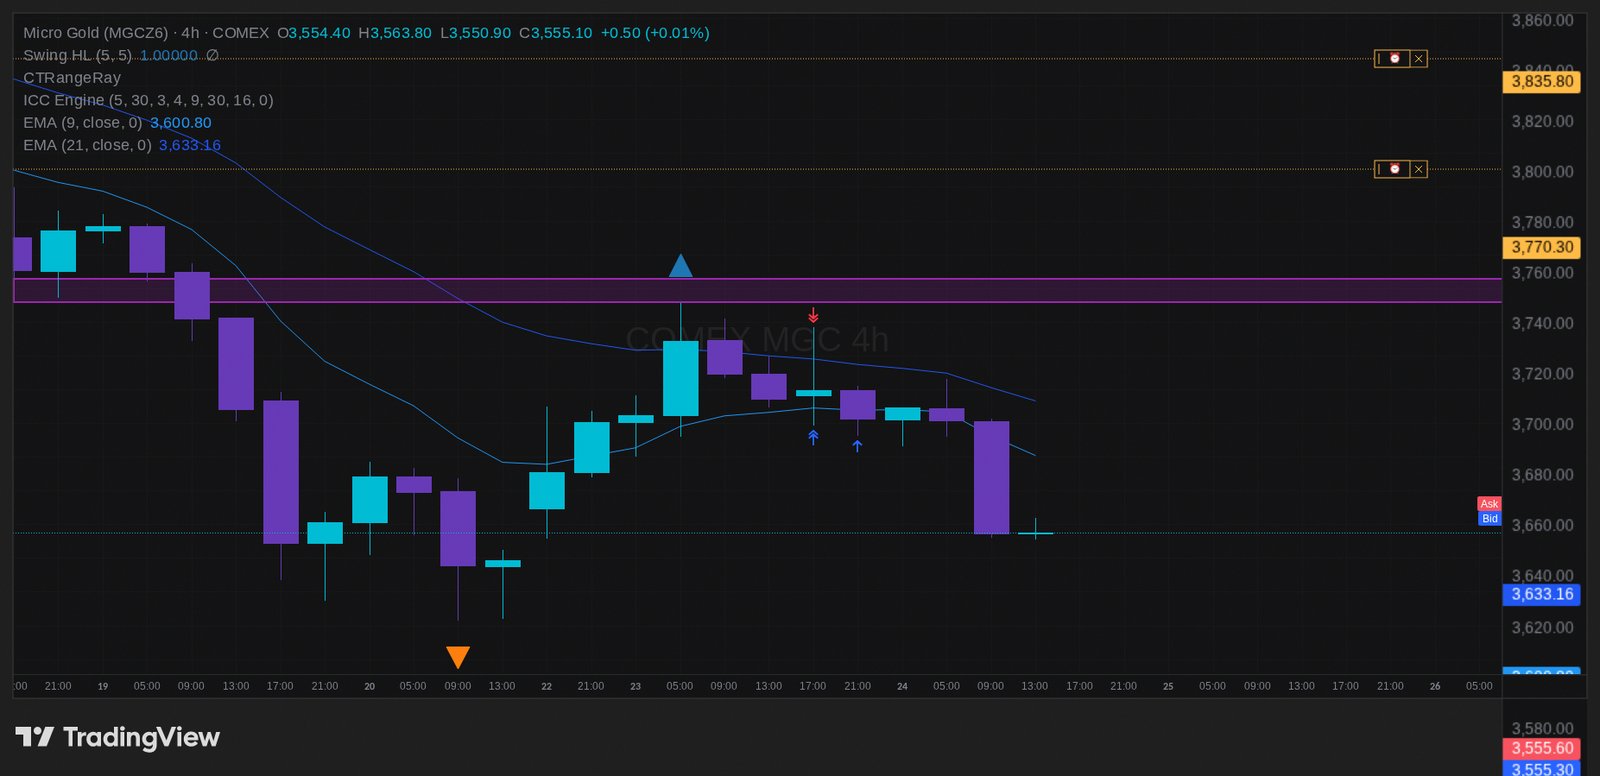 Micro Gold (MGCZ6) · 4h · COMEX O3,554.40 H3,563.80 L3,550.90 C3,555.10 +0.50 (+0.01%)
Swing HL (5, 5) 1.00000 ∅
CTRangeRay
ICC Engine (5, 30, 3, 4, 9, 30, 16, 0)
EMA (9, close, 0) 3,600.80
EMA (21, close, 0) 3,633.16
COMEX MGC 4h
3,860.00
3,840.00
3,835.80
3,820.00
3,800.00
3,780.00
3,770.30
3,760.00
3,740.00
3,720.00
3,700.00
3,680.00
Ask
Bid
3,660.00
3,640.00
3,633.16
3,620.00
:00 21:00 19 05:00 09:00 13:00 17:00 21:00 20 05:00 09:00 13:00 22 21:00 23 05:00 09:00 13:00 17:00 21:00 24 05:00 09:00 13:00 17:00 21:00 25 05:00 09:00 13:00 17:00 21:00 26 05:00
3,580.00
3,555.60
3,555.30
TradingView